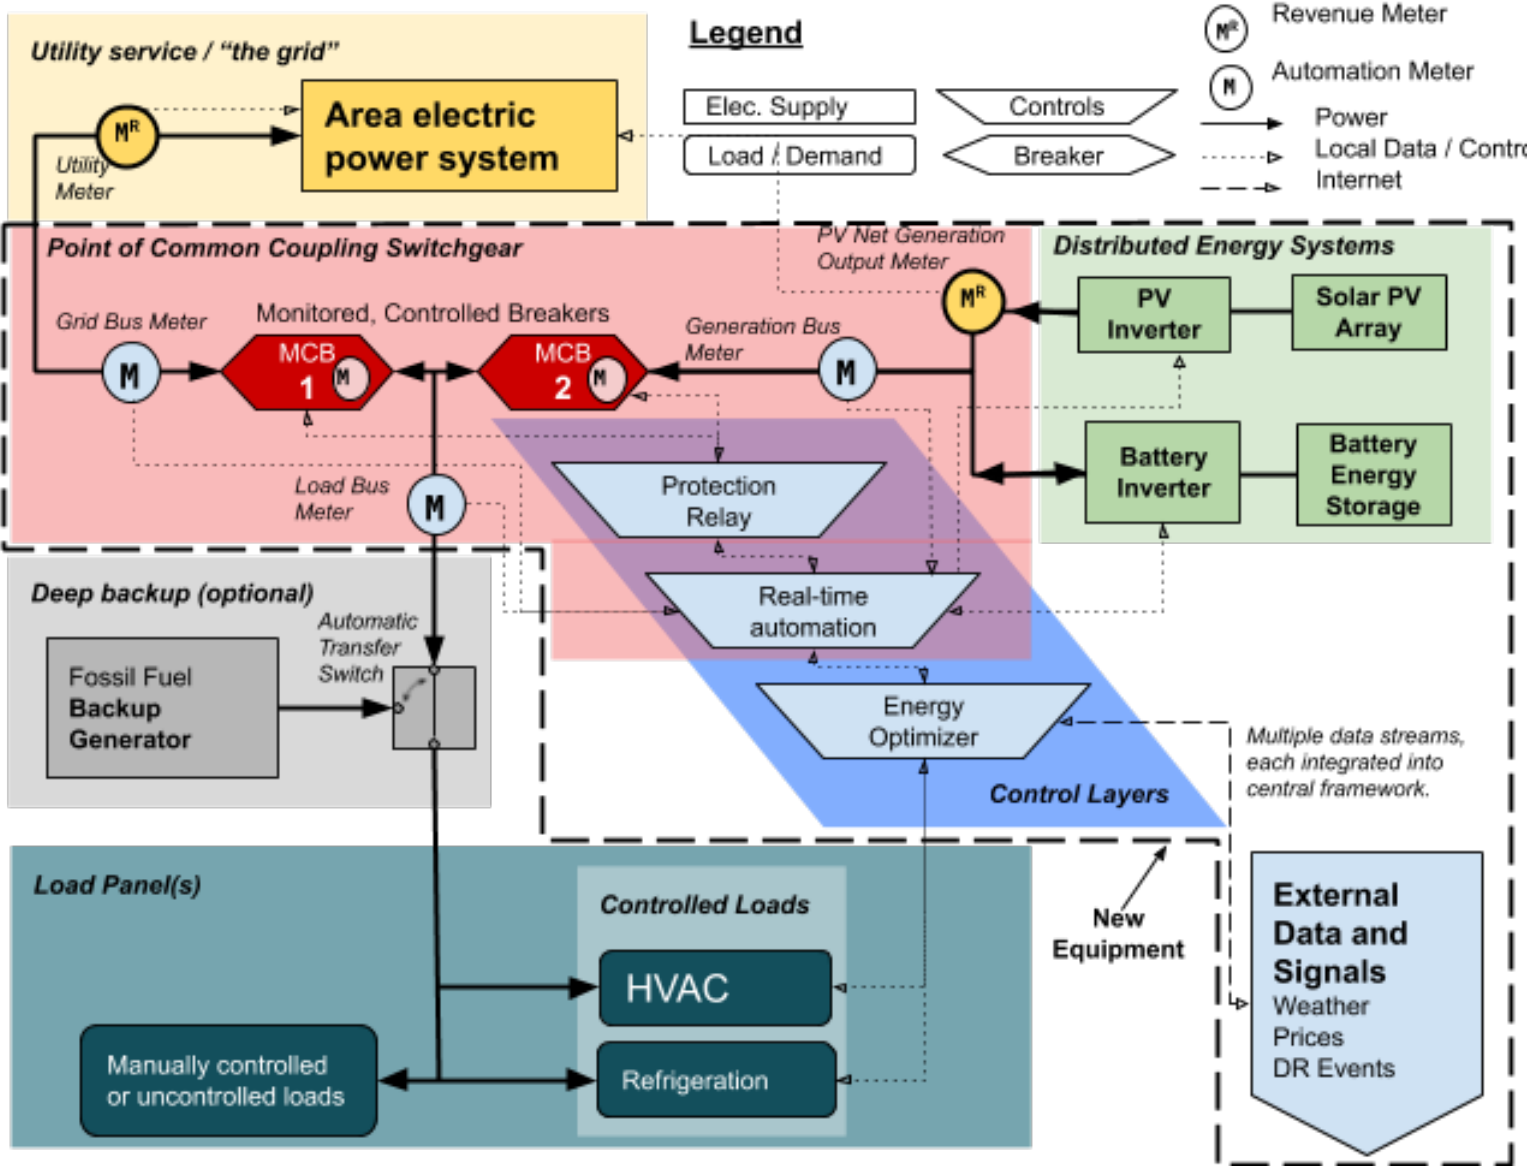 Utility service / “the grid”
M^R
Area electric
power system
Utility
Meter
Legend
Elec. Supply
Load / Demand
Controls
Breaker
M^R
Revenue Meter
M
Automation Meter
Power
Local Data / Contro
Internet
Point of Common Coupling Switchgear
Grid Bus Meter
M
Monitored, Controlled Breakers
MCB
1
M
MCB
2
M
Generation Bus
Meter
M
PV Net Generation
Output Meter
M^R
Load Bus
Meter
M
Distributed Energy Systems
PV
Inverter
Solar PV
Array
Battery
Inverter
Battery
Energy
Storage
Protection
Relay
Real-time
automation
Energy
Optimizer
Control Layers
Deep backup (optional)
Automatic
Transfer
Switch
Fossil Fuel
Backup
Generator
Multiple data streams,
each integrated into
central framework.
Load Panel(s)
Controlled Loads
HVAC
Refrigeration
Manually controlled
or uncontrolled loads
New
Equipment
External
Data and
Signals
Weather
Prices
DR Events